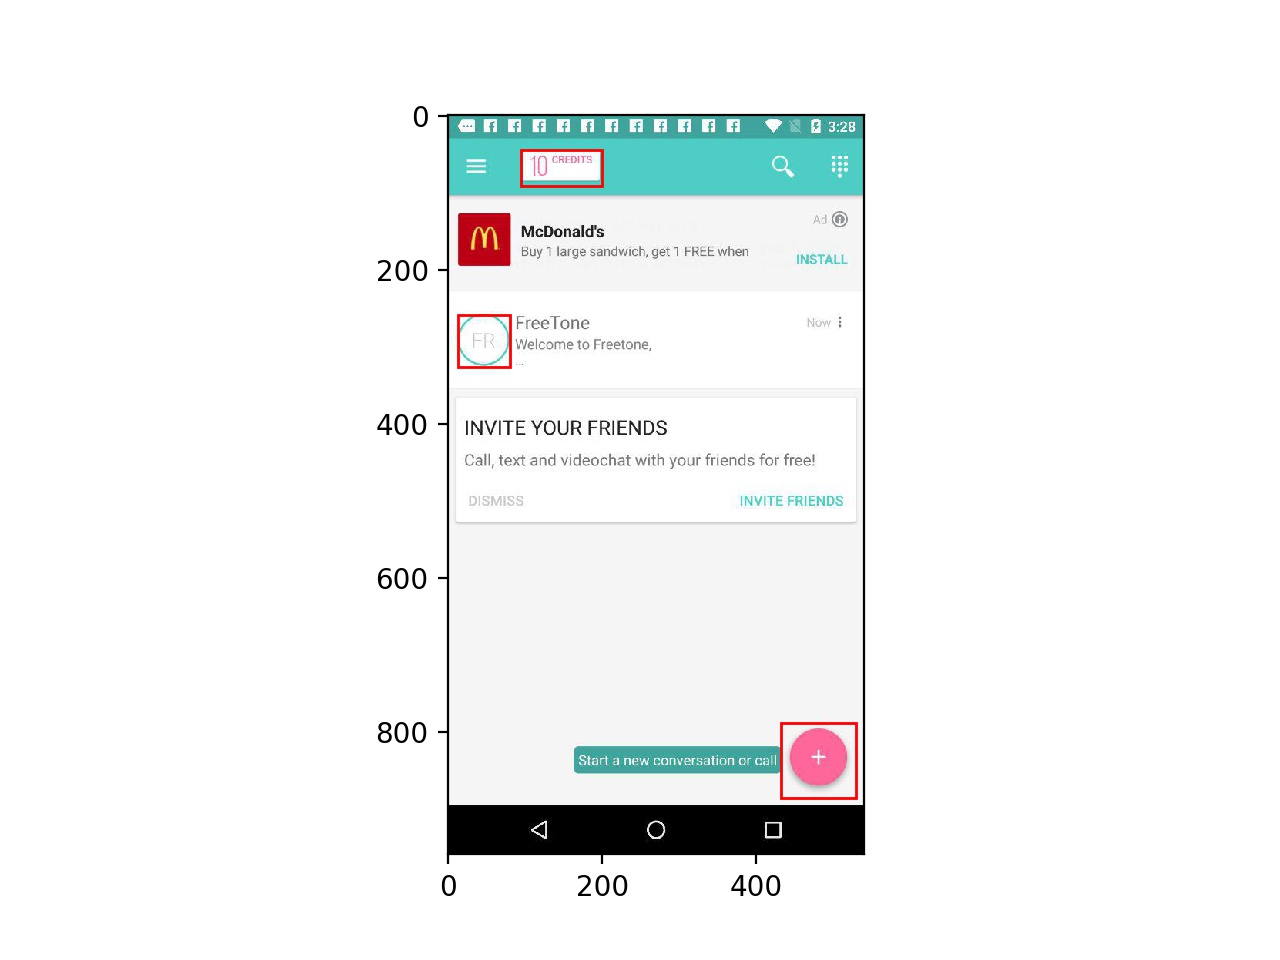 0
3:28
10 CREDITS
Ad
McDonald's
Buy 1 large sandwich, get 1 FREE when
INSTALL
200
FreeTone
Now
FR
Welcome to Freetone,
...
400
INVITE YOUR FRIENDS
Call, text and videochat with your friends for free!
DISMISS
INVITE FRIENDS
600
800
Start a new conversation or call
+
0
200
400